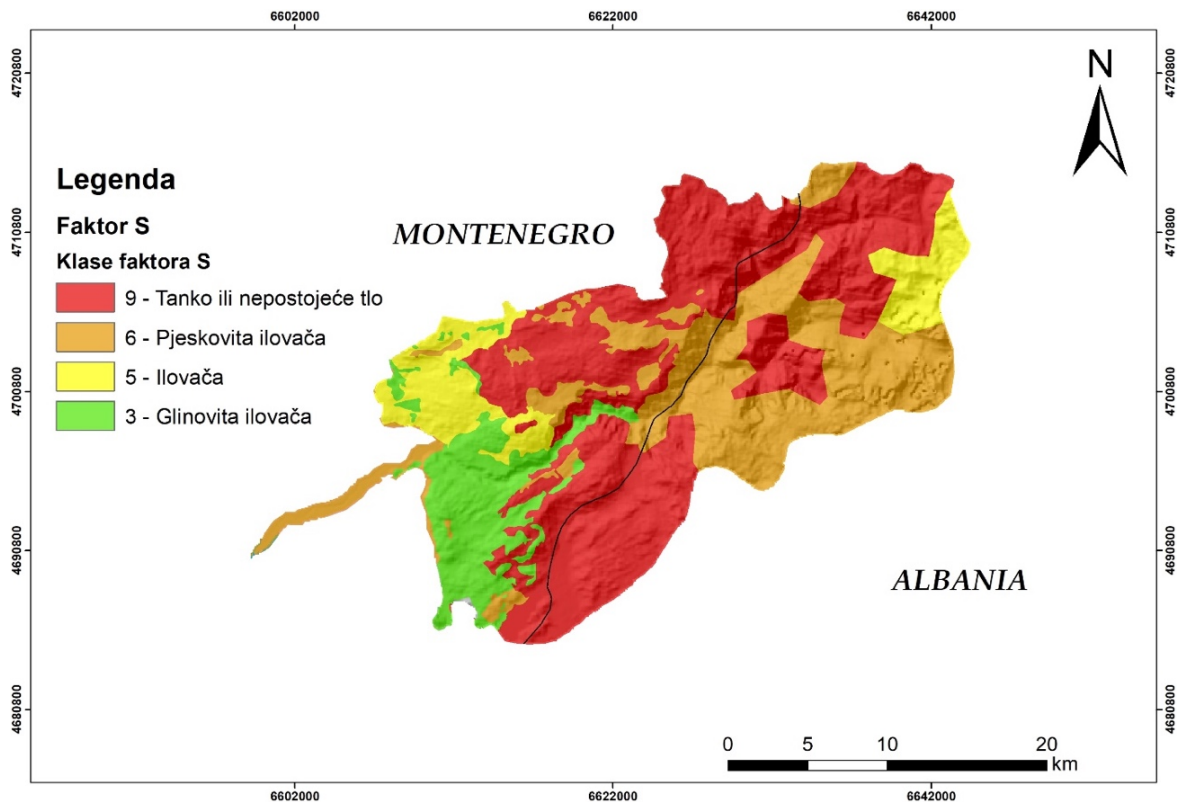 6602000
6622000
6642000
4720800
4720800
N
Legenda
Faktor S
Klase faktora S
9 - Tanko ili nepostojeće tlo
6 - Pjeskovita ilovača
5 - Ilovača
3 - Glinovita ilovača
MONTENEGRO
4710800
4710800
4700800
4700800
4690800
4690800
ALBANIA
4680800
4680800
0
5
10
20
km
6602000
6622000
6642000